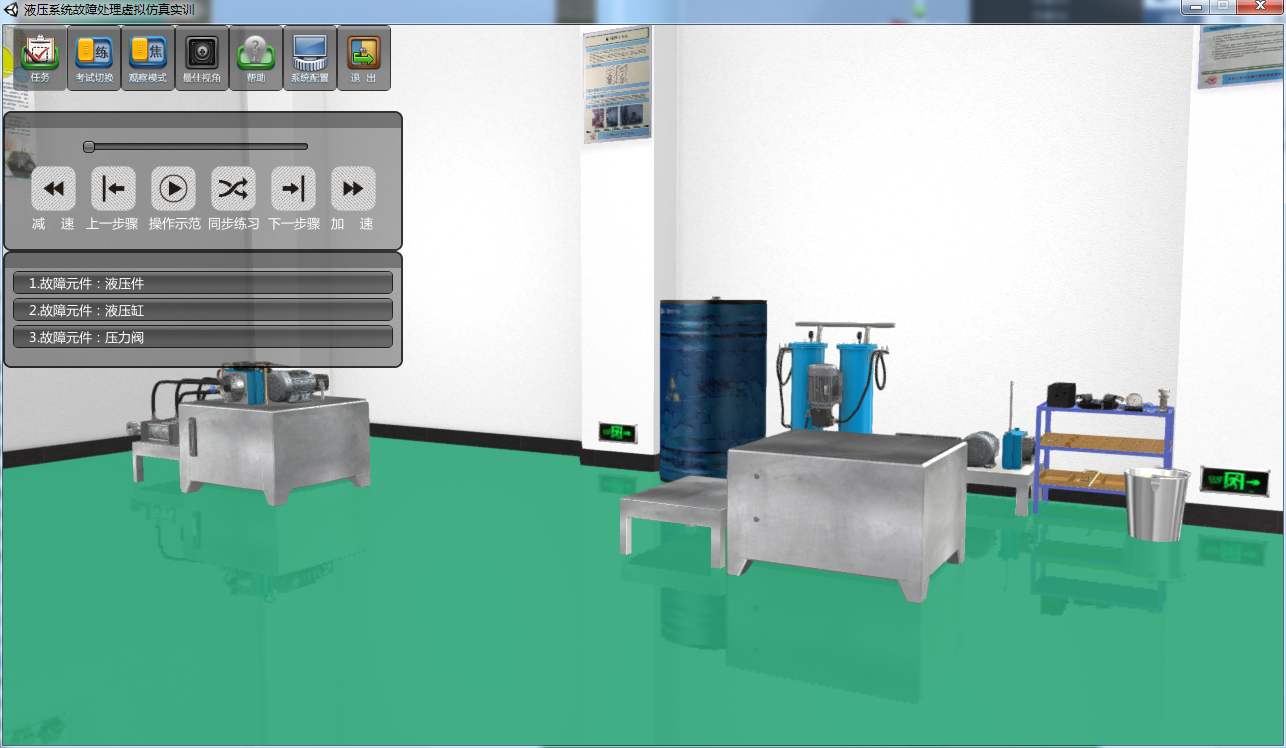 液压系统故障处理虚拟仿真实训
任务 考试切换 观察模式 最佳视角 帮助 系统配置 退 出
减 速 上一步骤 操作示范 同步练习 下一步骤 加 速
1.故障元件：液压件
2.故障元件：液压缸
3.故障元件：压力阀
练
焦